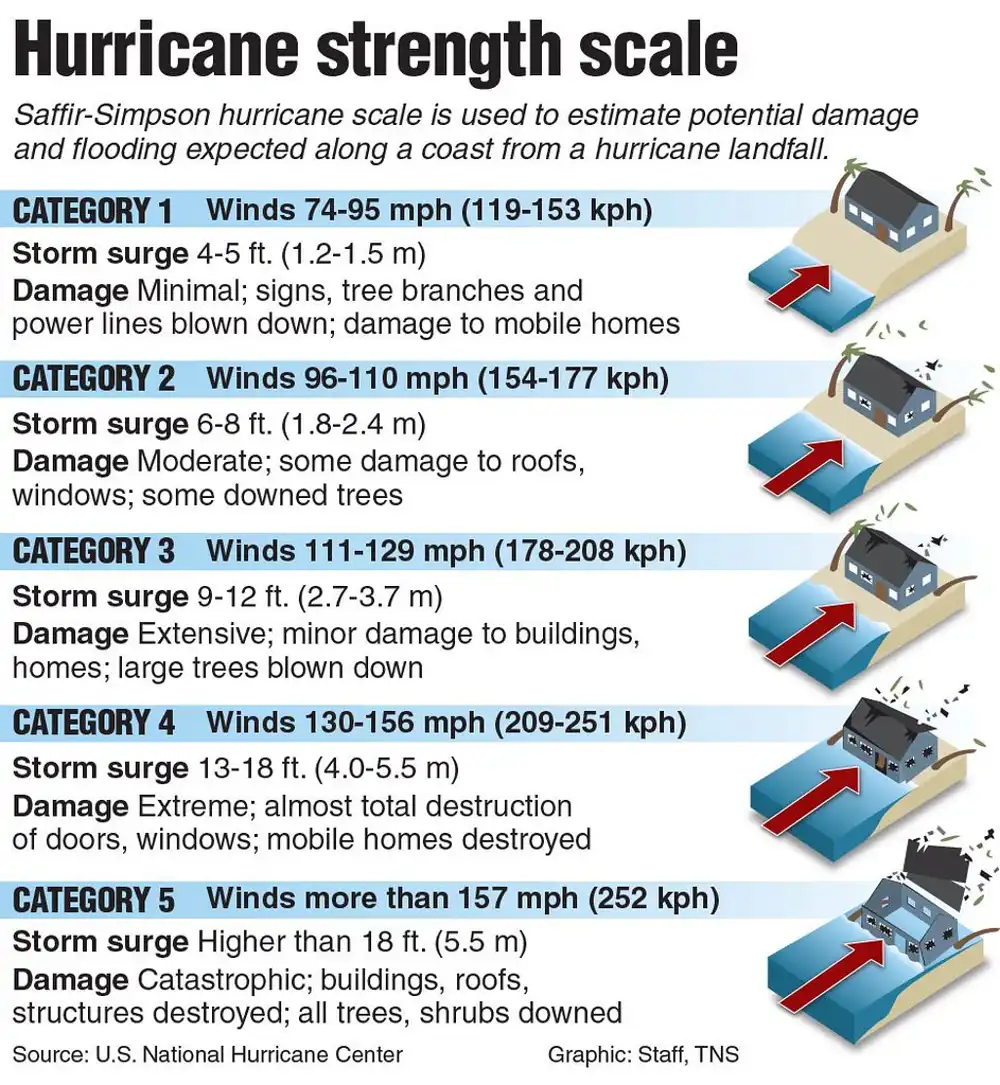 Hurricane strength scale
Saffir-Simpson hurricane scale is used to estimate potential damage
and flooding expected along a coast from a hurricane landfall.
CATEGORY 1 Winds 74-95 mph (119-153 kph)
Storm surge 4-5 ft. (1.2-1.5 m)
Damage Minimal; signs, tree branches and
power lines blown down; damage to mobile homes
CATEGORY 2 Winds 96-110 mph (154-177 kph)
Storm surge 6-8 ft. (1.8-2.4 m)
Damage Moderate; some damage to roofs,
windows; some downed trees
CATEGORY 3 Winds 111-129 mph (178-208 kph)
Storm surge 9-12 ft. (2.7-3.7 m)
Damage Extensive; minor damage to buildings,
homes; large trees blown down
CATEGORY 4 Winds 130-156 mph (209-251 kph)
Storm surge 13-18 ft. (4.0-5.5 m)
Damage Extreme; almost total destruction
of doors, windows; mobile homes destroyed
CATEGORY 5 Winds more than 157 mph (252 kph)
Storm surge Higher than 18 ft. (5.5 m)
Damage Catastrophic; buildings, roofs,
structures destroyed; all trees, shrubs downed
Source: U.S. National Hurricane Center Graphic: Staff, TNS